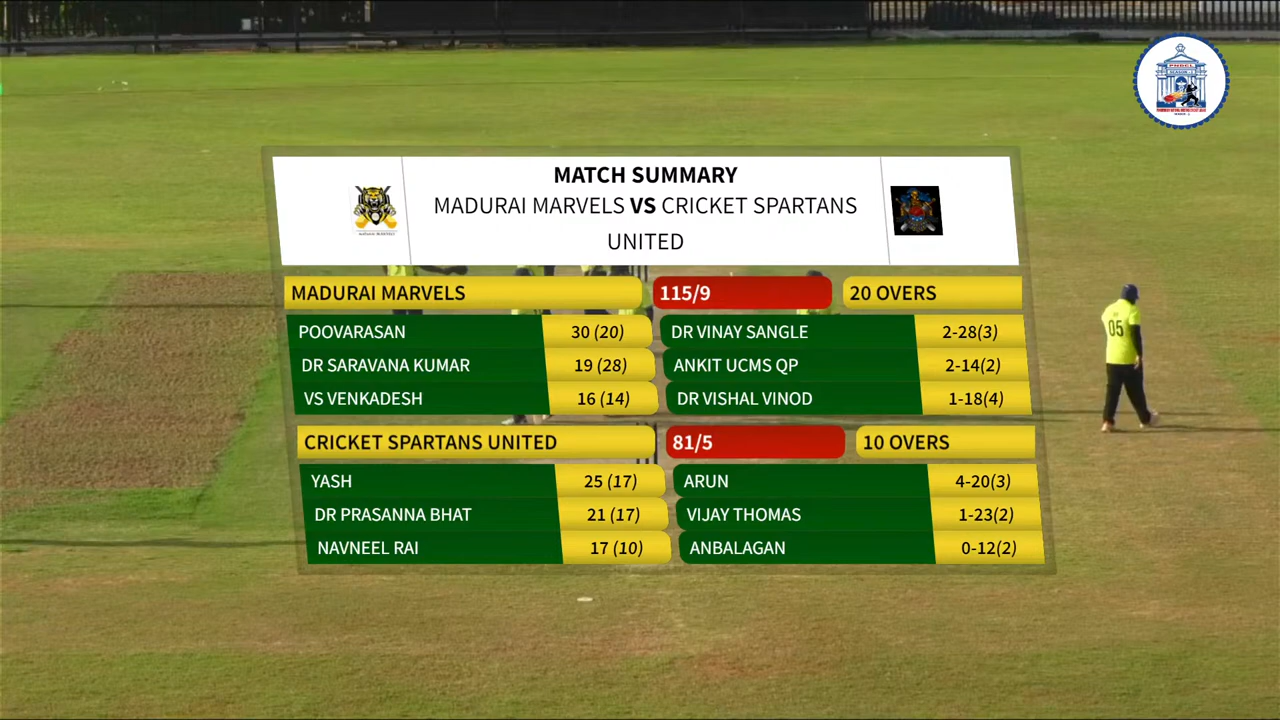 MATCH SUMMARY
MADURAI MARVELS VS CRICKET SPARTANS
UNITED
MADURAI MARVELS 115/9 20 OVERS
POOVARASAN 30 (20) DR VINAY SANGLE 2-28(3)
DR SARAVANA KUMAR 19 (28) ANKIT UCMS QP 2-14(2)
VS VENKADESH 16 (14) DR VISHAL VINOD 1-18(4)
CRICKET SPARTANS UNITED 81/5 10 OVERS
YASH 25 (17) ARUN 4-20(3)
DR PRASANNA BHAT 21 (17) VIJAY THOMAS 1-23(2)
NAVNEEL RAI 17 (10) ANBALAGAN 0-12(2)
05